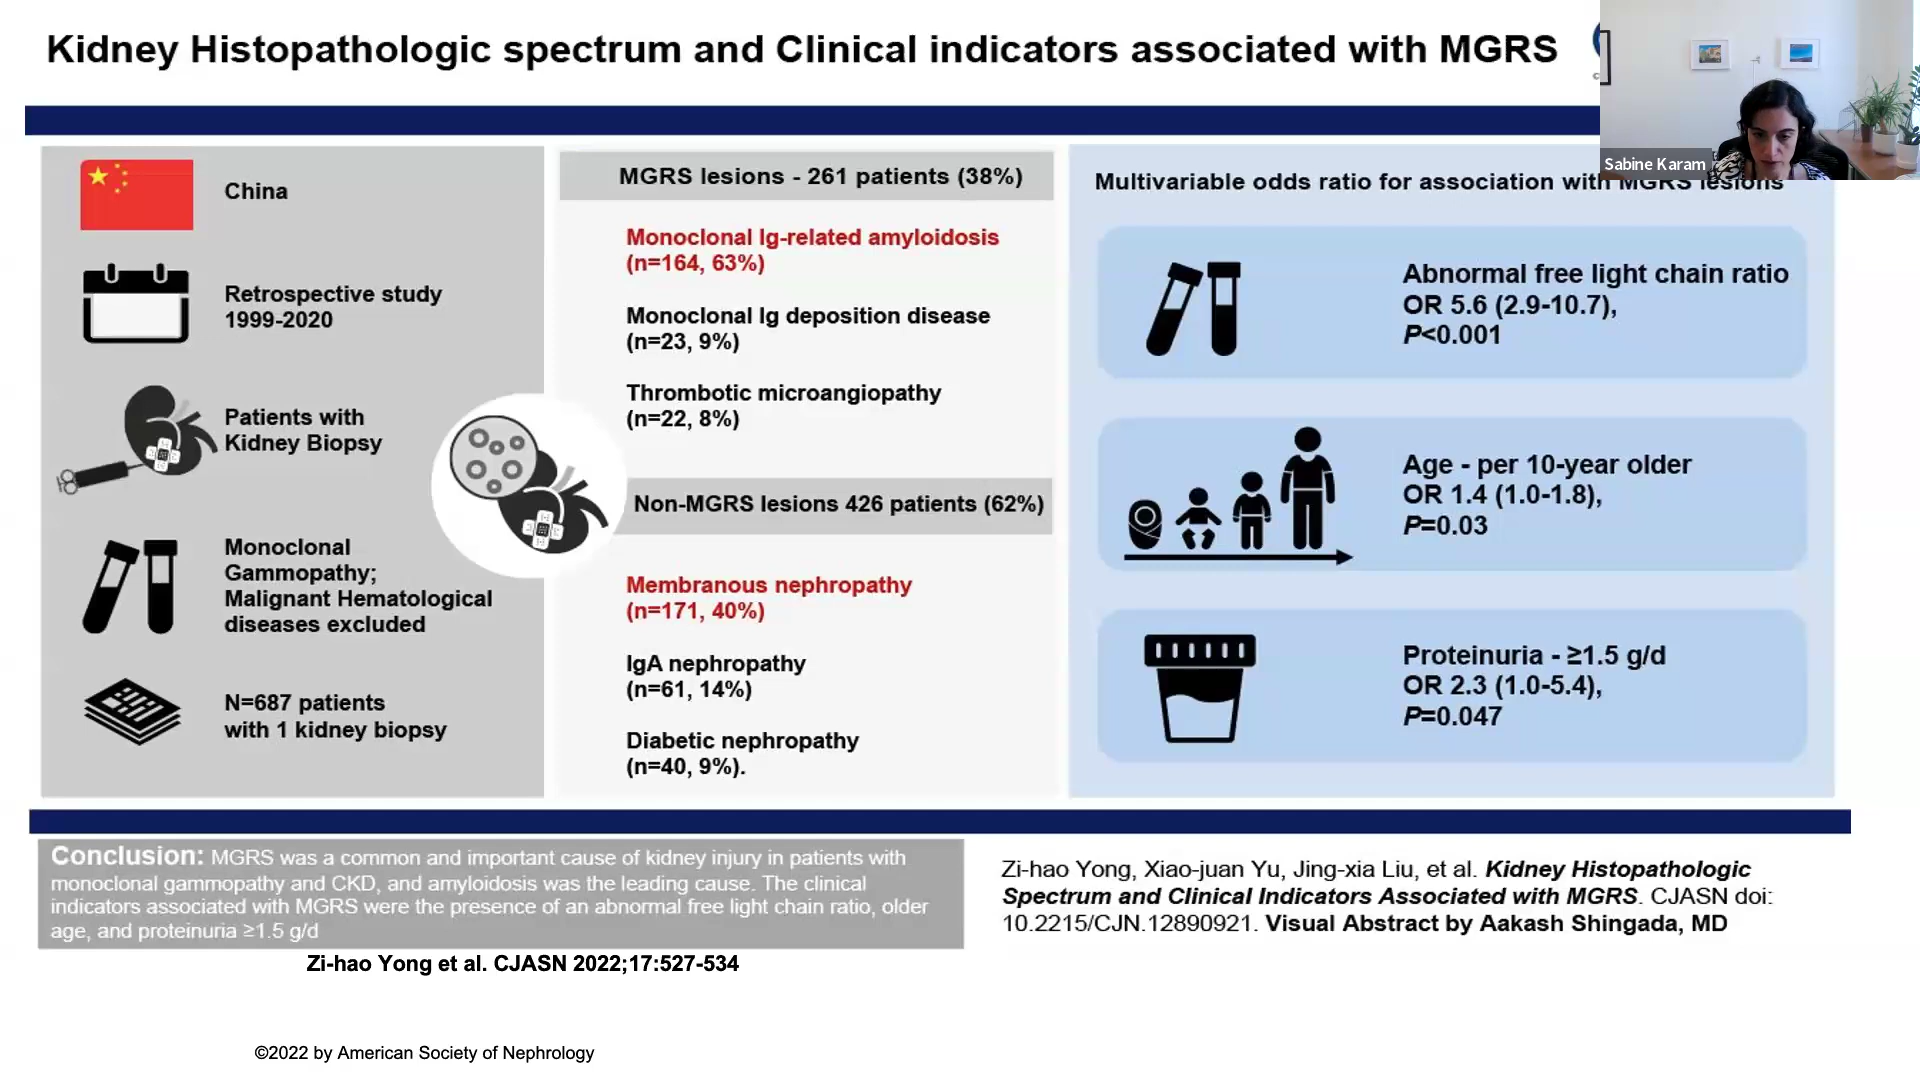 Kidney Histopathologic spectrum and Clinical indicators associated with MGRS
Sabine Karam
China
Retrospective study
1999-2020
Patients with
Kidney Biopsy
Monoclonal
Gammopathy;
Malignant Hematological
diseases excluded
N=687 patients
with 1 kidney biopsy
MGRS lesions - 261 patients (38%)
Monoclonal Ig-related amyloidosis
(n=164, 63%)
Monoclonal Ig deposition disease
(n=23, 9%)
Thrombotic microangiopathy
(n=22, 8%)
Non-MGRS lesions 426 patients (62%)
Membranous nephropathy
(n=171, 40%)
IgA nephropathy
(n=61, 14%)
Diabetic nephropathy
(n=40, 9%).
Multivariable odds ratio for association with MGRS lesions
Abnormal free light chain ratio
OR 5.6 (2.9-10.7),
P<0.001
Age - per 10-year older
OR 1.4 (1.0-1.8),
P=0.03
Proteinuria - ≥1.5 g/d
OR 2.3 (1.0-5.4),
P=0.047
Conclusion: MGRS was a common and important cause of kidney injury in patients with
monoclonal gammopathy and CKD, and amyloidosis was the leading cause. The clinical
indicators associated with MGRS were the presence of an abnormal free light chain ratio, older
age, and proteinuria ≥1.5 g/d
Zi-hao Yong, Xiao-juan Yu, Jing-xia Liu, et al. Kidney Histopathologic
Spectrum and Clinical Indicators Associated with MGRS. CJASN doi:
10.2215/CJN.12890921. Visual Abstract by Aakash Shingada, MD
Zi-hao Yong et al. CJASN 2022;17:527-534
©2022 by American Society of Nephrology